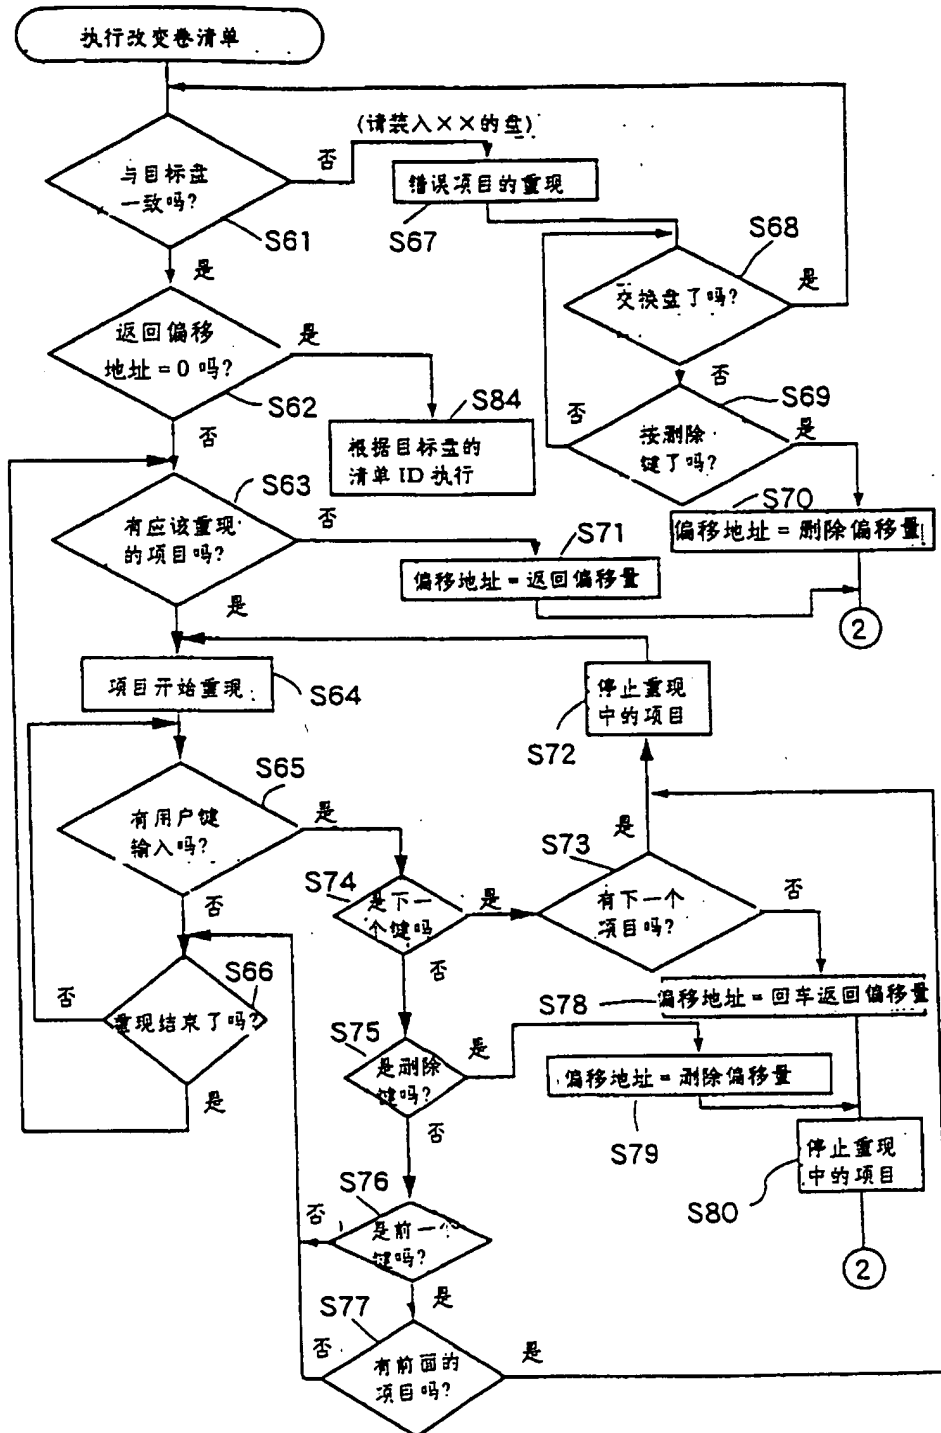 执行改变卷清单
(请装入××的盘)
否
与目标盘
一致吗?
错误项目的重现
S61
S67
S68
是
是
交换盘了吗?
返回偏移
地址=0吗?
是
否
S62
S84
S69
否
否
是
根据目标盘的
清单ID执行
按删除
键了吗?
S63
S70
有应该重现
的项目吗?
否
S71
偏移地址=删除偏移量
偏移地址=返回偏移量
是
2
项目开始重现
S64
停止重现
中的项目
S72
S65
有用户键
输入吗?
是
是
S73
S74
是下一
个键吗
是
有下一个
项目吗?
否
否
否
S66
S78
偏移地址=回车返回偏移量
否
重现结束了吗?
S75
是删除
键吗?
是
偏移地址=删除偏移量
是
否
S79
停止重现
中的项目
S76
S80
否
是前一个
键吗?
2
是
S77
否
是
有前面的
项目吗?